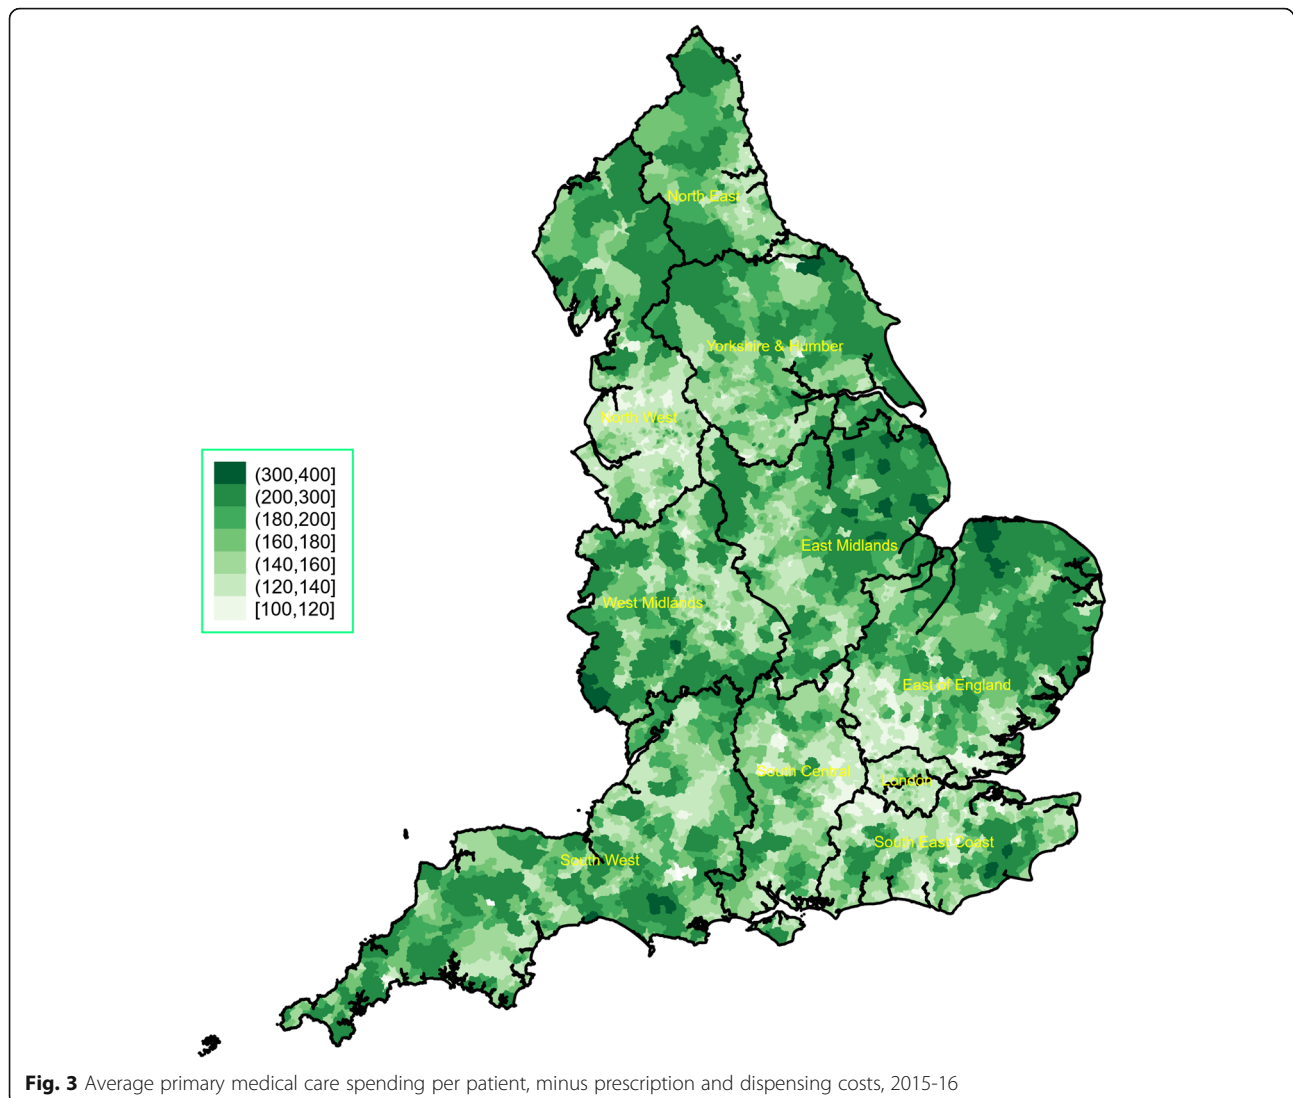 North East
Yorkshire & Humber
North West
(300,400]
(200,300]
(180,200]
(160,180]
(140,160]
(120,140]
[100,120]
East Midlands
West Midlands
East of England
South Central
London
South East Coast
South West
Fig. 3 Average primary medical care spending per patient, minus prescription and dispensing costs, 2015-16